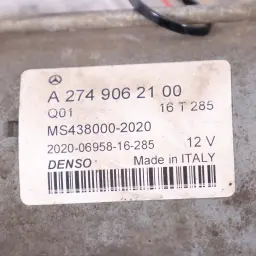 A 274 906 21 00
Q01 16 T 285
MS438000-2020
2020-06958-16-285 12 V
DENSO Made in ITALY